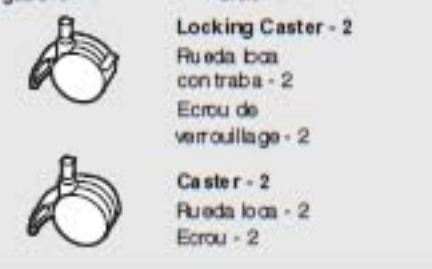 Locking Caster - 2
Rueda loca
con traba - 2
Ecrou de
verrouillage - 2
Caster - 2
Rueda loca - 2
Ecrou - 2